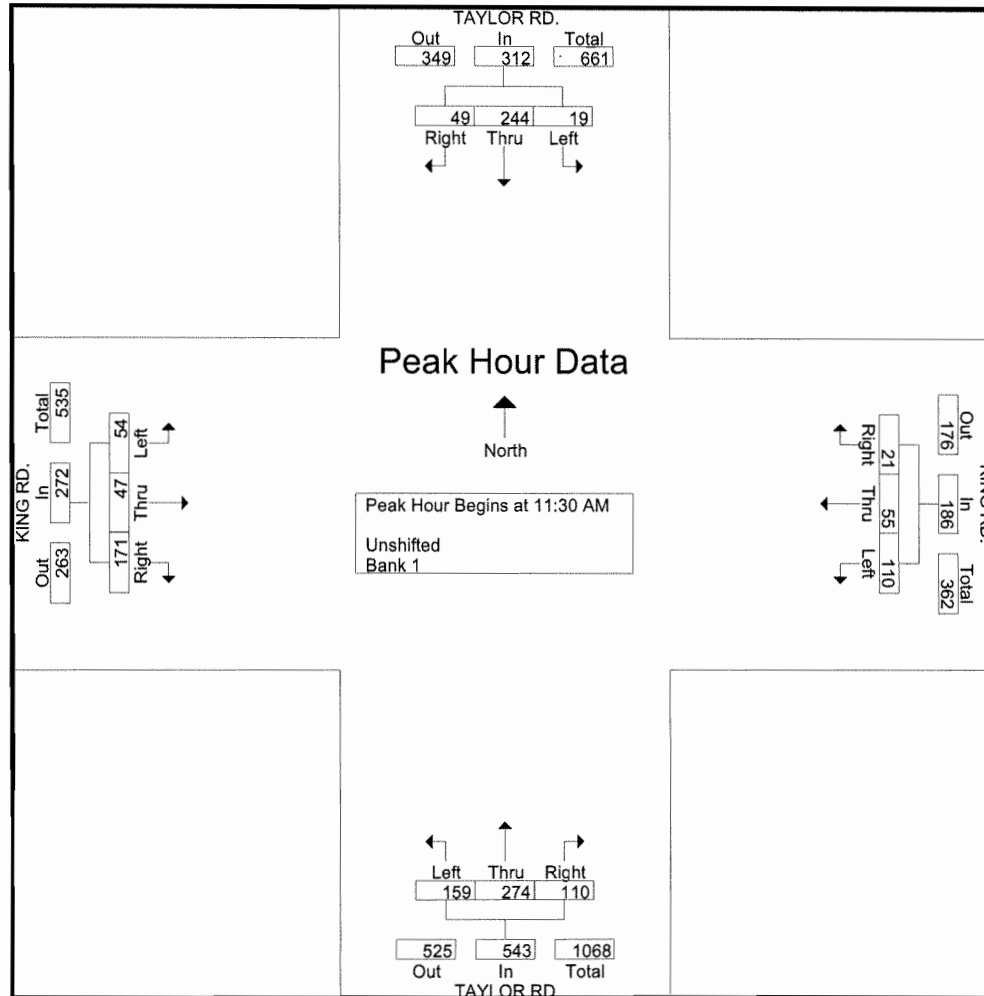 TAYLOR RD.
Out In Total
349 312 661
49 244 19
Right Thru Left
Peak Hour Data
North
Peak Hour Begins at 11:30 AM
Unshifted
Bank 1
KING RD.
Out In Total
263 272 535
Right Thru Left
171 47 54
KING RD.
Out In Total
176 186 362
21 55 110
Right Thru Left
Left Thru Right
159 274 110
525 543 1068
Out In Total
TAYLOR RD.